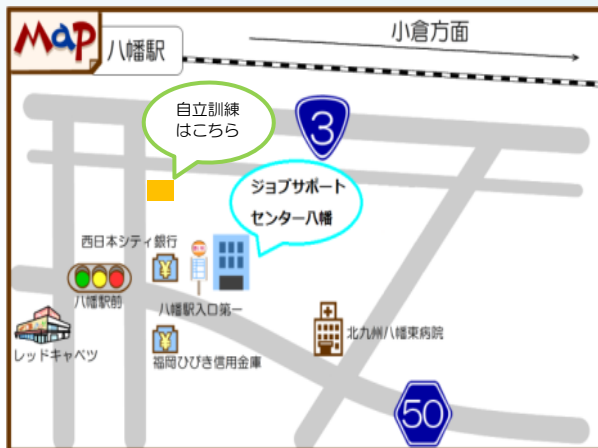 Map
八幡駅
小倉方面
自立訓練
はこちら
3
ジョブサポート
センター八幡
西日本シティ銀行
八幡駅前
八幡駅入口第一
レッドキャベツ
福岡ひびき信用金庫
北九州八幡東病院
50